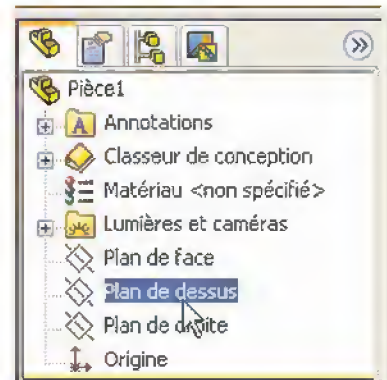 Pièce1
Annotations
Classeur de conception
Matériau <non spécifié>
Lumières et caméras
Plan de face
Plan de dessus
Plan de droite
Origine